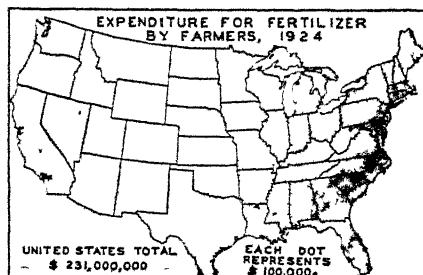 EXPENDITURE FOR FERTILIZER
BY FARMERS, 1924
UNITED STATES TOTAL
$ 231,000,000
EACH DOT
REPRESENTS
$ 100,000